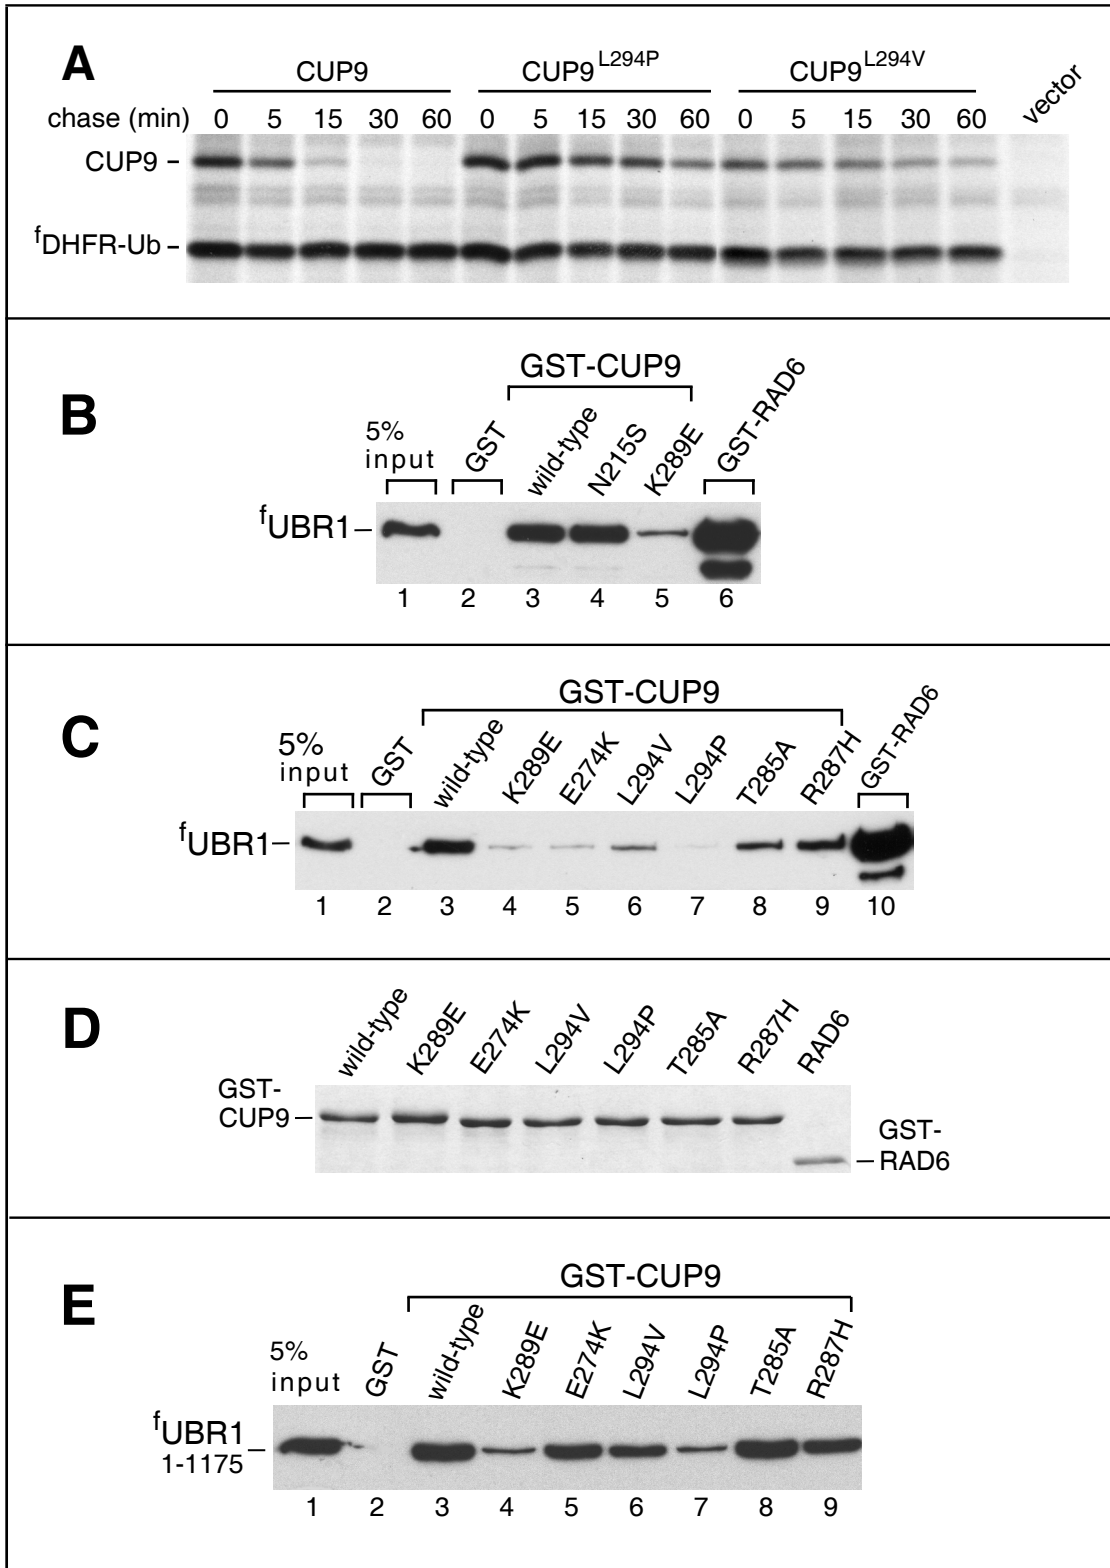 A
CUP9 CUP9 L294P CUP9 L294V vector
chase (min) 0 5 15 30 60 0 5 15 30 60 0 5 15 30 60
CUP9 –
fDHFR-Ub –
B
GST-CUP9
5% input GST wild-type N215S K289E GST-RAD6
fUBR1 –
1 2 3 4 5 6
C
GST-CUP9
5% input GST wild-type K289E E274K L294V L294P T285A R287H GST-RAD6
fUBR1 –
1 2 3 4 5 6 7 8 9 10
D
wild-type K289E E274K L294V L294P T285A R287H RAD6
GST-
CUP9 –
GST-
– RAD6
E
GST-CUP9
5% input GST wild-type K289E E274K L294V L294P T285A R287H
fUBR1 –
1-1175
1 2 3 4 5 6 7 8 9